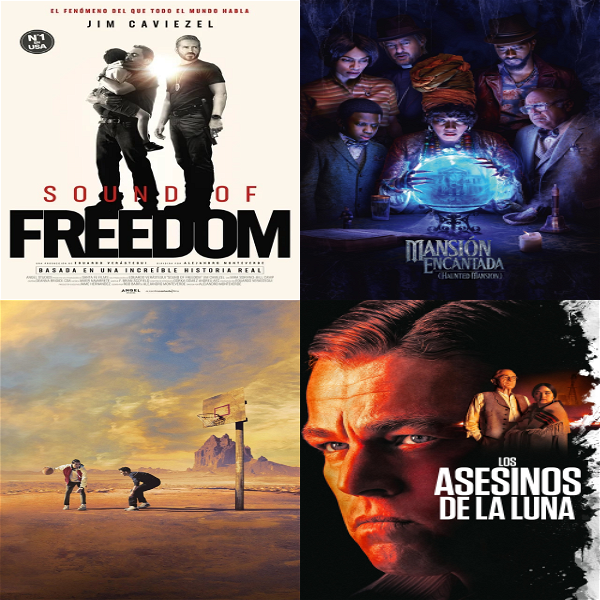 EL FENÓMENO DEL QUE TODO EL MUNDO HABLA
JIM CAVIEZEL
Nº1
EN
USA
SOUND OF
FREEDOM
BASADA EN UNA INCREÍBLE HISTORIA REAL
ANGEL
MANSIÓN
ENCANTADA
(HAUNTED MANSION)
LOS
ASESINOS
DE LA LUNA